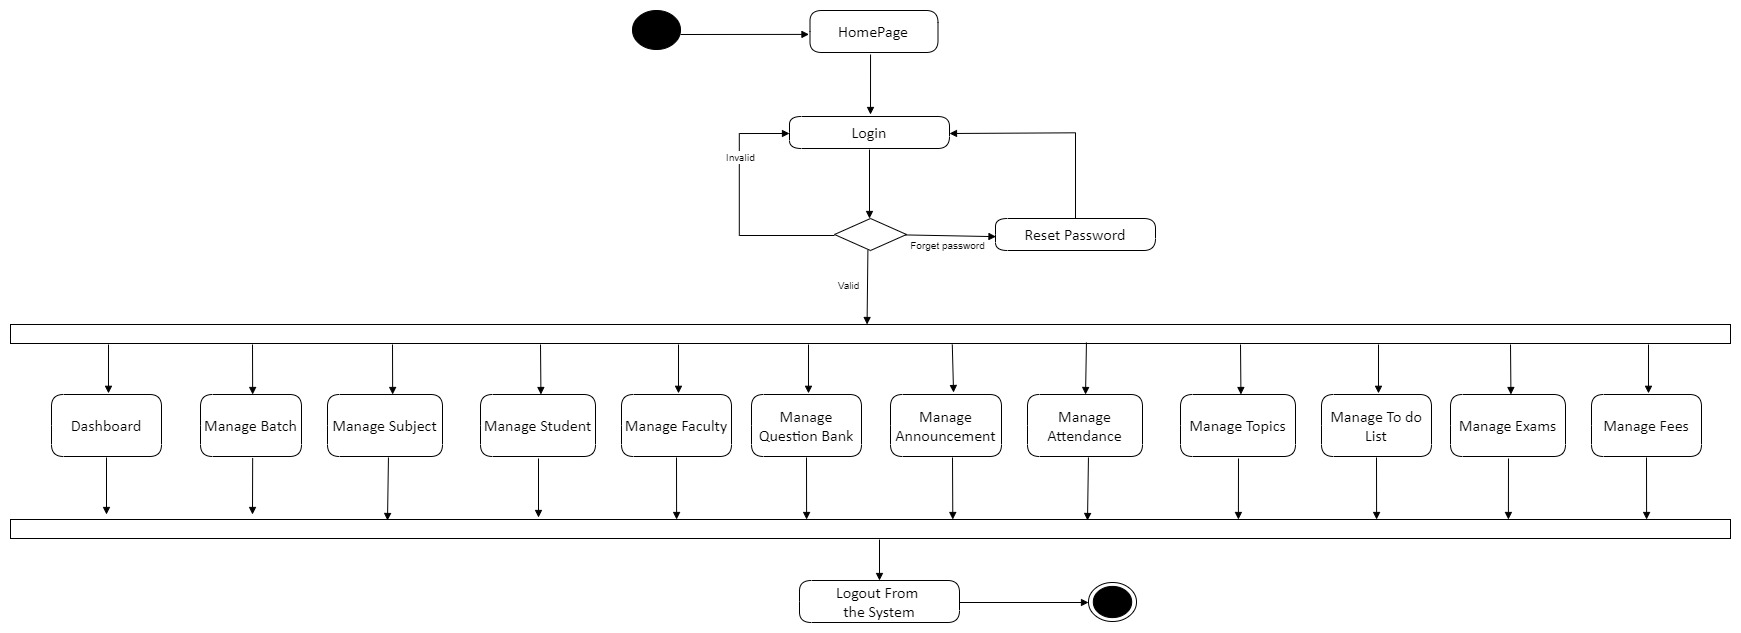 HomePage
Login
Invalid
Forget password
Reset Password
Valid
Dashboard
Manage Batch
Manage Subject
Manage Student
Manage Faculty
Manage
Question Bank
Manage
Announcement
Manage
Attendance
Manage Topics
Manage To do
List
Manage Exams
Manage Fees
Logout From
the System